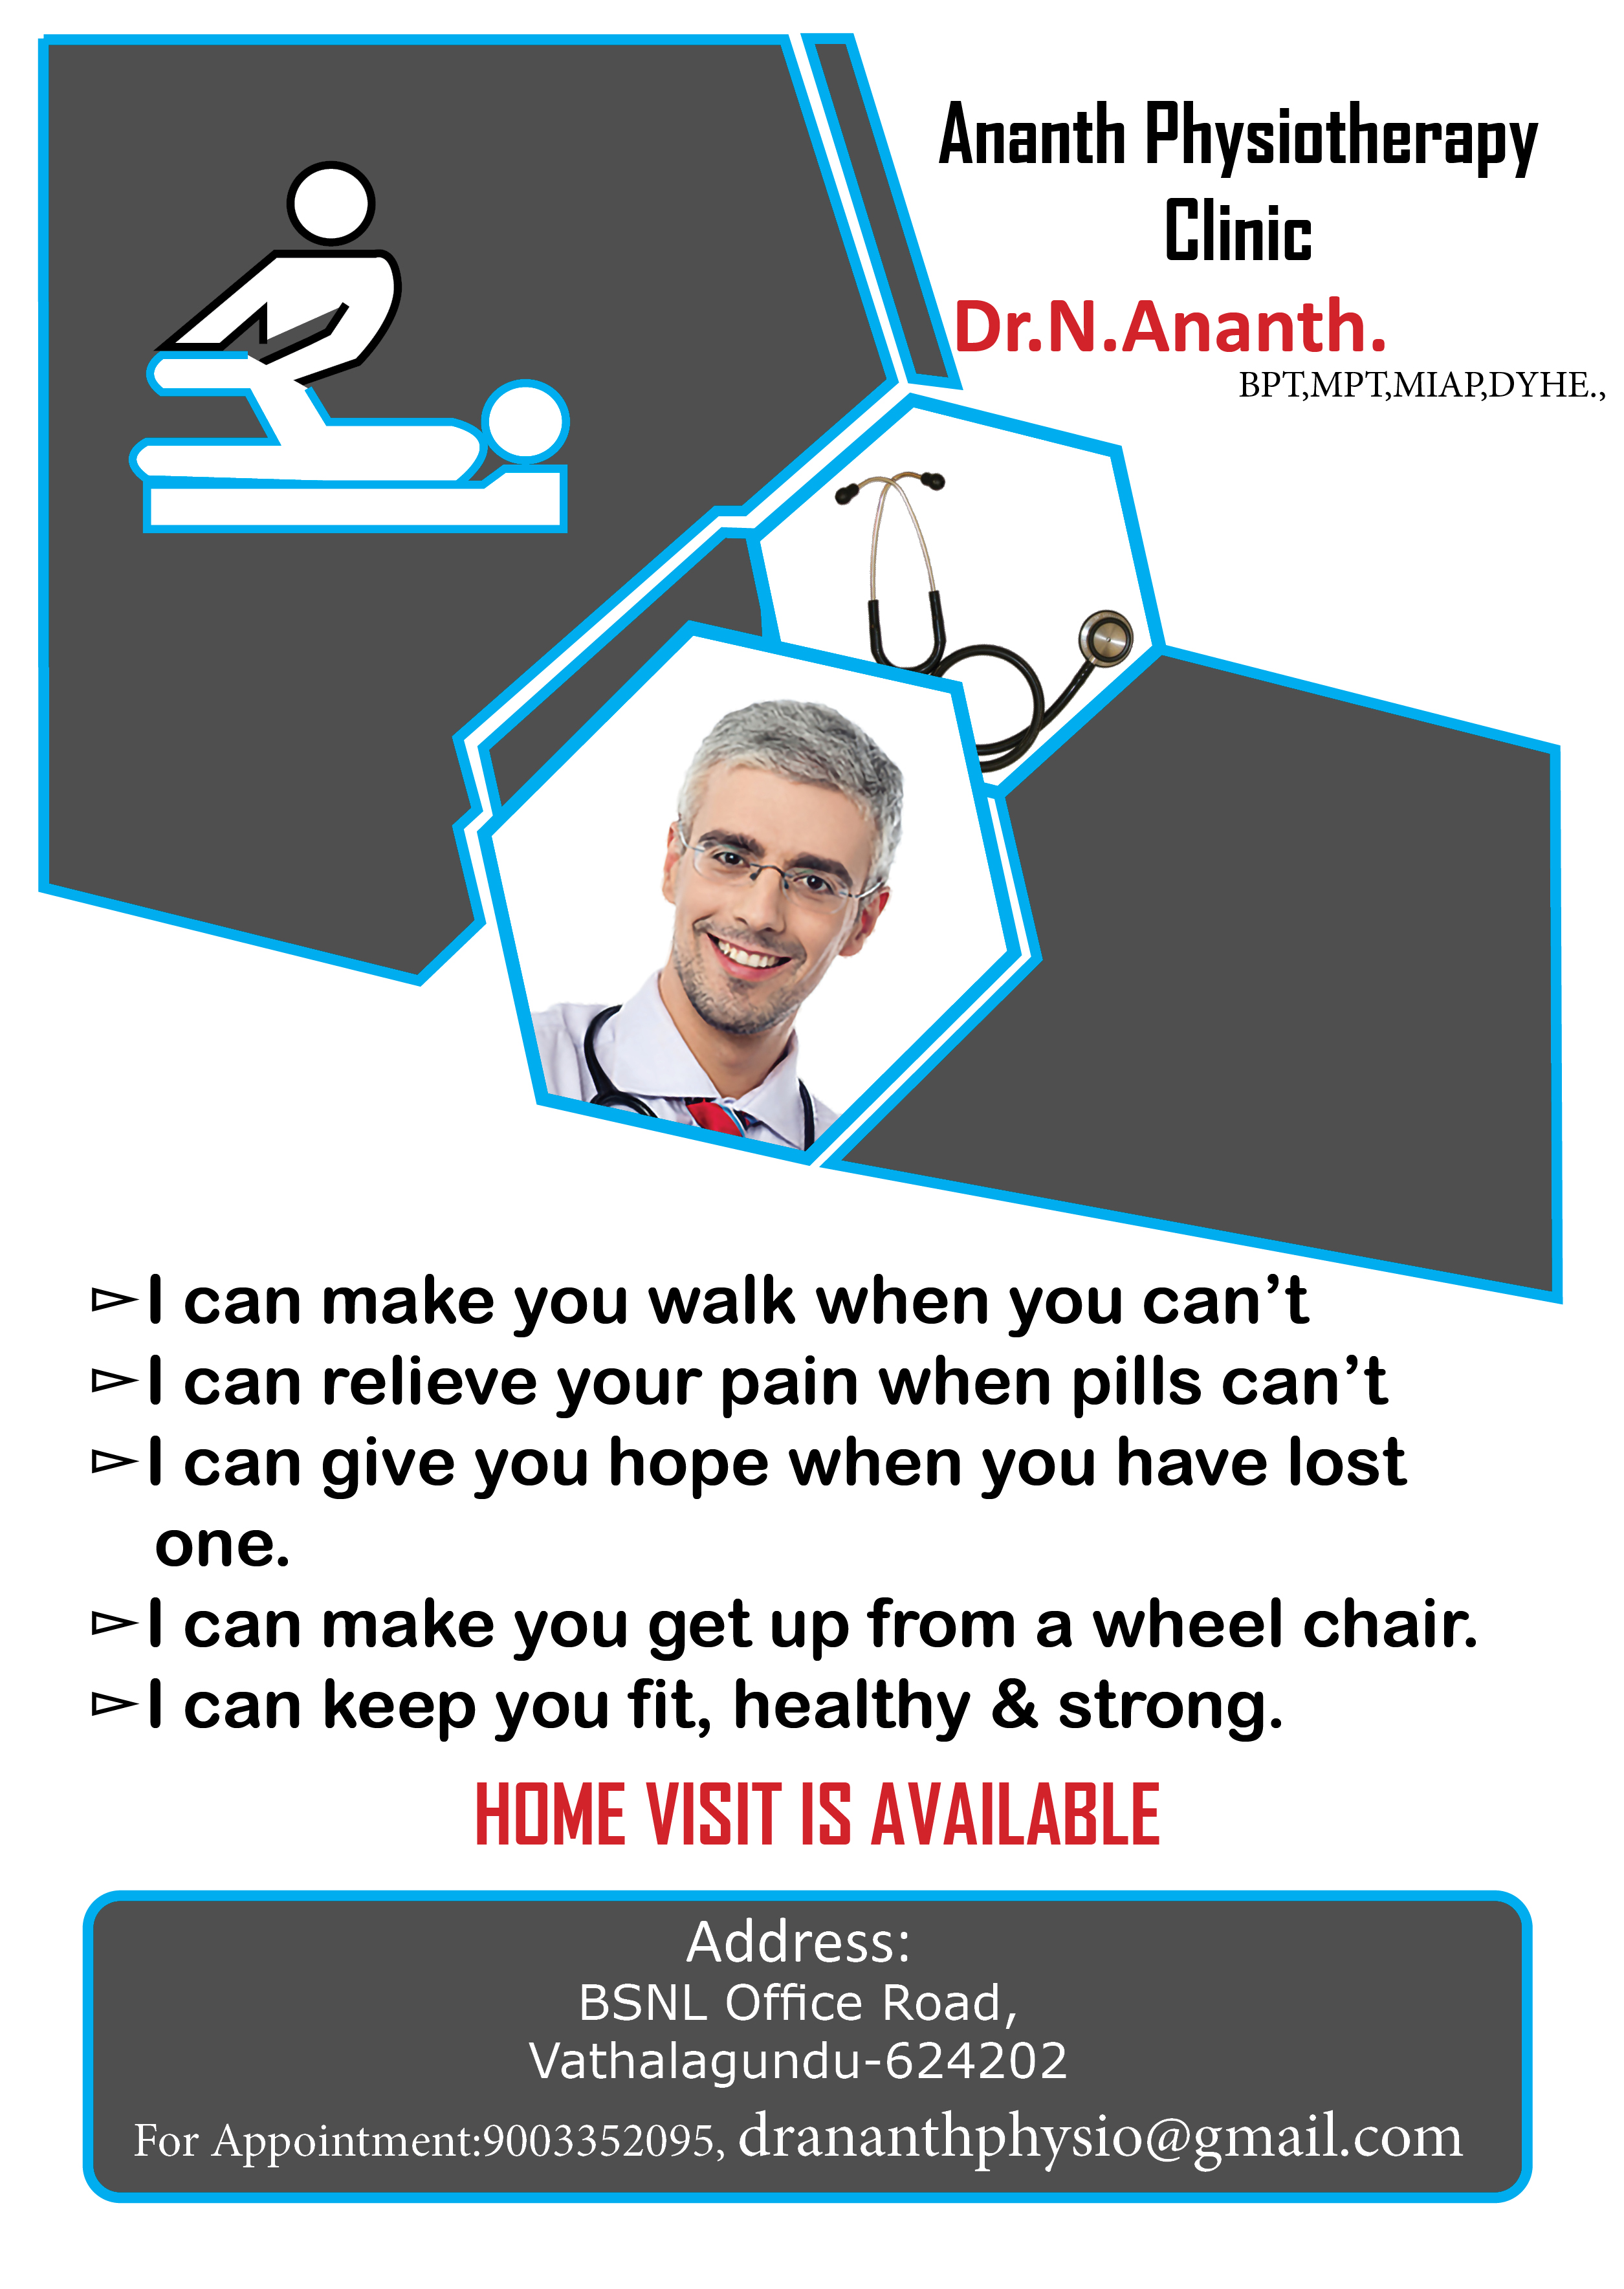 Ananth Physiotherapy
Clinic
Dr.N.Ananth.
BPT,MPT,MIAP,DYHE.,
➢I can make you walk when you can’t
➢I can relieve your pain when pills can’t
➢I can give you hope when you have lost
one.
➢I can make you get up from a wheel chair.
➢I can keep you fit, healthy & strong.
HOME VISIT IS AVAILABLE
Address:
BSNL Office Road,
Vathalagundu-624202
For Appointment:9003352095, drananthphysio@gmail.com